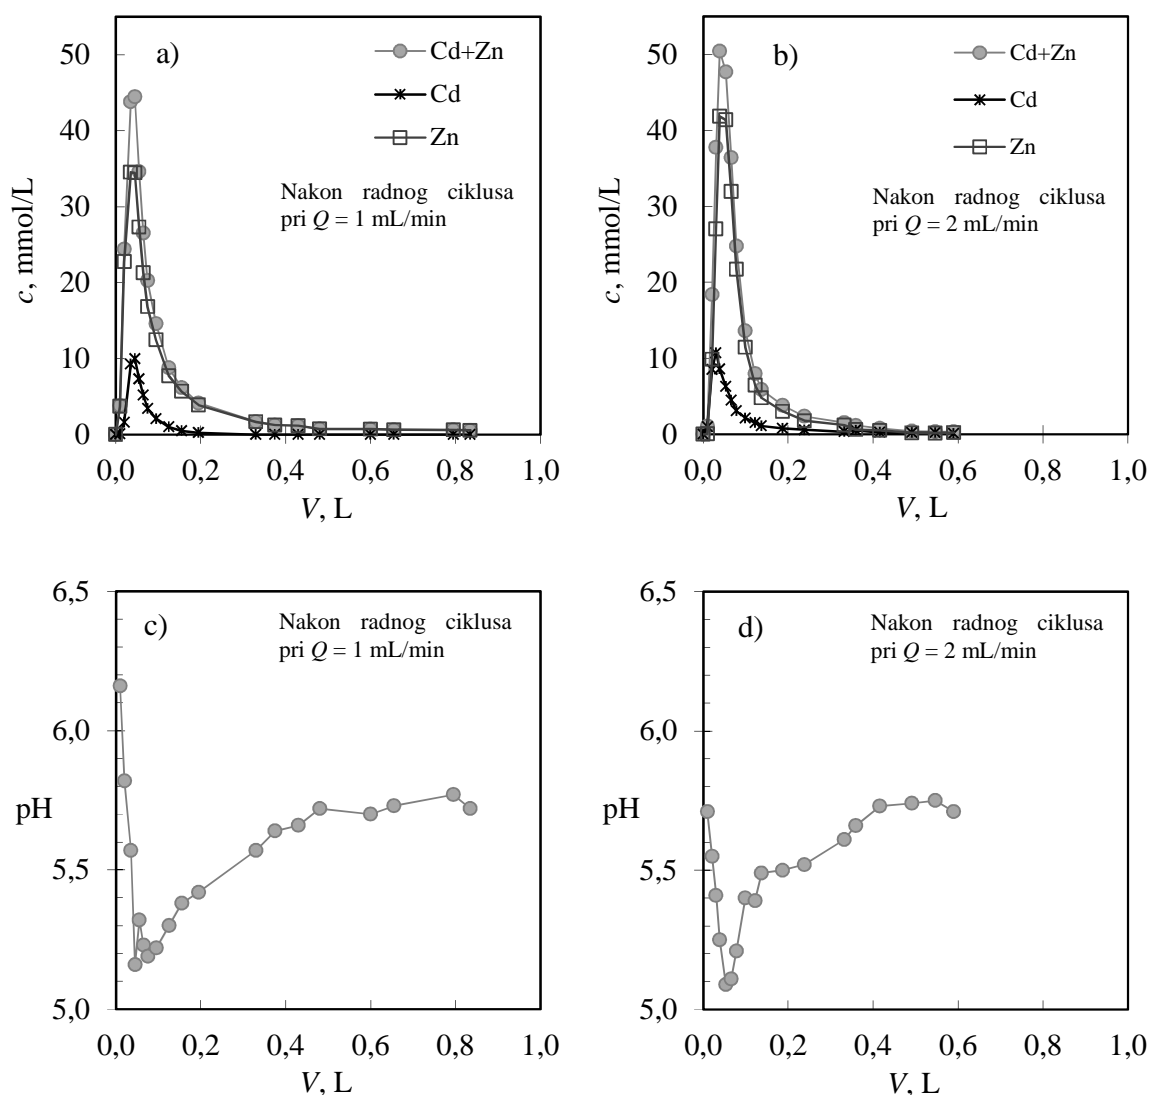 a)
Cd+Zn
Cd
Zn
Nakon radnog ciklusa
pri Q = 1 mL/min
c, mmol/L
50
40
30
20
10
0
0,0 0,2 0,4 0,6 0,8 1,0
V, L
b)
Cd+Zn
Cd
Zn
Nakon radnog ciklusa
pri Q = 2 mL/min
c, mmol/L
50
40
30
20
10
0
0,0 0,2 0,4 0,6 0,8 1,0
V, L
c)
Nakon radnog ciklusa
pri Q = 1 mL/min
pH
6,5
6,0
5,5
5,0
0,0 0,2 0,4 0,6 0,8 1,0
V, L
d)
Nakon radnog ciklusa
pri Q = 2 mL/min
pH
6,5
6,0
5,5
5,0
0,0 0,2 0,4 0,6 0,8 1,0
V, L